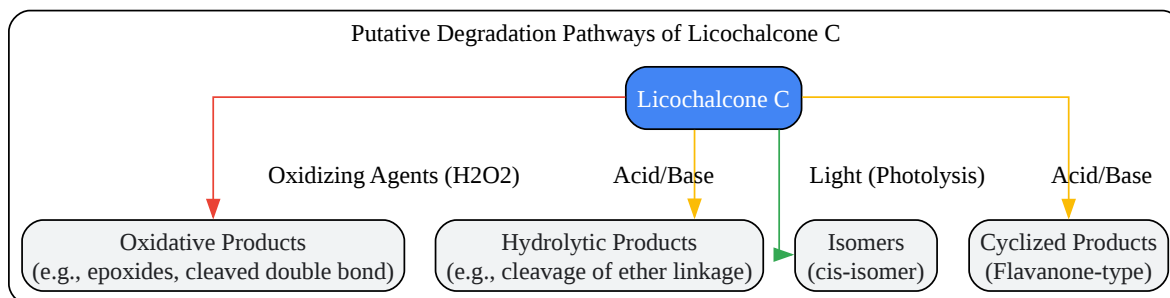 Putative Degradation Pathways of Licochalcone C
Licochalcone C
Oxidizing Agents (H2O2)
Acid/Base
Light (Photolysis)
Acid/Base
Oxidative Products
(e.g., epoxides, cleaved double bond)
Hydrolytic Products
(e.g., cleavage of ether linkage)
Isomers
(cis-isomer)
Cyclized Products
(Flavanone-type)